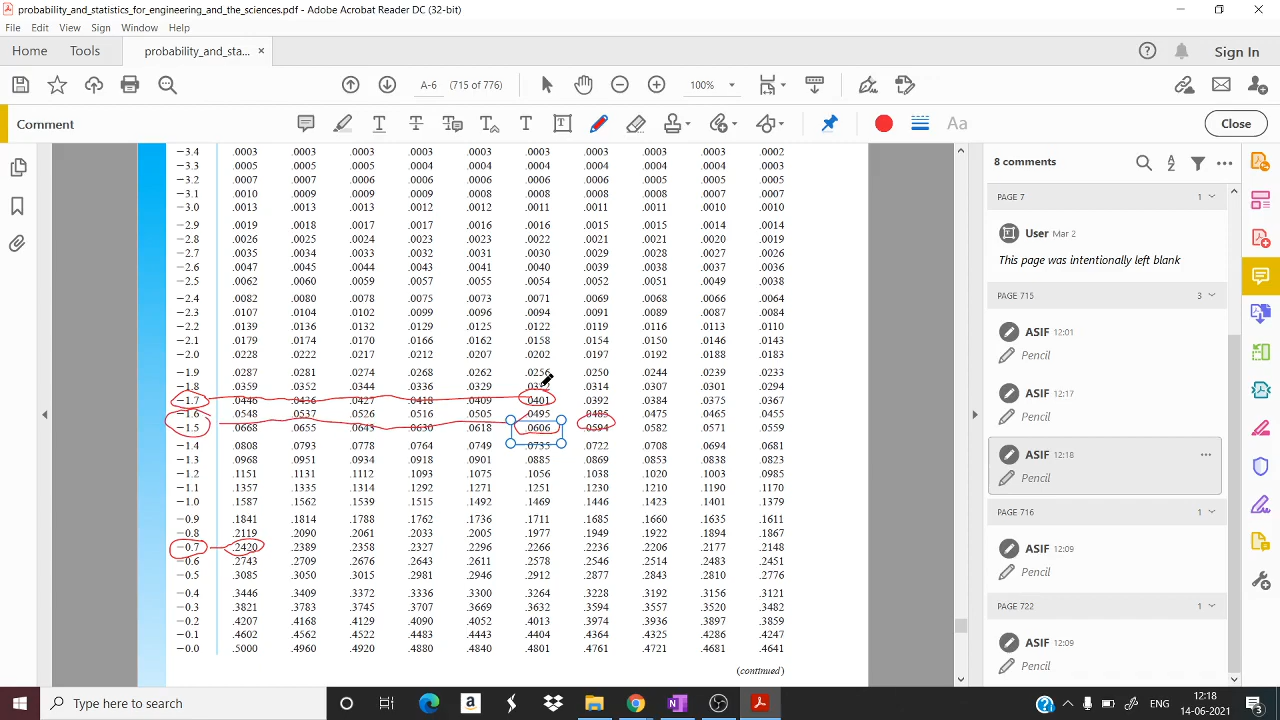 probability_and_statistics_for_engineering_and_the_sciences.pdf - Adobe Acrobat Reader DC (32-bit)
File Edit View Sign Window Help
Home Tools probability_and_sta... × Sign In
A-6 (715 of 776) 100%
Comment Close
8 comments
−3.4 .0003 .0003 .0003 .0003 .0003 .0003 .0003 .0003 .0003 .0002
−3.3 .0005 .0005 .0005 .0004 .0004 .0004 .0004 .0004 .0004 .0003
−3.2 .0007 .0007 .0006 .0006 .0006 .0006 .0006 .0005 .0005 .0005
−3.1 .0010 .0009 .0009 .0009 .0008 .0008 .0008 .0008 .0007 .0007
−3.0 .0013 .0013 .0013 .0012 .0012 .0011 .0011 .0011 .0010 .0010
−2.9 .0019 .0018 .0017 .0017 .0016 .0016 .0015 .0015 .0014 .0014
−2.8 .0026 .0025 .0024 .0023 .0023 .0022 .0021 .0021 .0020 .0019
−2.7 .0035 .0034 .0033 .0032 .0031 .0030 .0029 .0028 .0027 .0026
−2.6 .0047 .0045 .0044 .0043 .0041 .0040 .0039 .0038 .0037 .0036
−2.5 .0062 .0060 .0059 .0057 .0055 .0054 .0052 .0051 .0049 .0038
−2.4 .0082 .0080 .0078 .0075 .0073 .0071 .0069 .0068 .0066 .0064
−2.3 .0107 .0104 .0102 .0099 .0096 .0094 .0091 .0089 .0087 .0084
−2.2 .0139 .0136 .0132 .0129 .0125 .0122 .0119 .0116 .0113 .0110
−2.1 .0179 .0174 .0170 .0166 .0162 .0158 .0154 .0150 .0146 .0143
−2.0 .0228 .0222 .0217 .0212 .0207 .0202 .0197 .0192 .0188 .0183
−1.9 .0287 .0281 .0274 .0268 .0262 .0256 .0250 .0244 .0239 .0233
−1.8 .0359 .0352 .0344 .0336 .0329 .0314 .0307 .0301 .0294
−1.7 .0446 .0436 .0427 .0418 .0409 .0401 .0392 .0384 .0375 .0367
−1.6 .0548 .0537 .0526 .0516 .0505 .0495 .0485 .0475 .0465 .0455
−1.5 .0668 .0655 .0643 .0630 .0618 .0606 .0594 .0582 .0571 .0559
−1.4 .0808 .0793 .0778 .0764 .0749 .0735 .0722 .0708 .0694 .0681
−1.3 .0968 .0951 .0934 .0918 .0901 .0885 .0869 .0853 .0838 .0823
−1.2 .1151 .1131 .1112 .1093 .1075 .1056 .1038 .1020 .1003 .0985
−1.1 .1357 .1335 .1314 .1292 .1271 .1251 .1230 .1210 .1190 .1170
−1.0 .1587 .1562 .1539 .1515 .1492 .1469 .1446 .1423 .1401 .1379
−0.9 .1841 .1814 .1788 .1762 .1736 .1711 .1685 .1660 .1635 .1611
−0.8 .2119 .2090 .2061 .2033 .2005 .1977 .1949 .1922 .1894 .1867
−0.7 .2420 .2389 .2358 .2327 .2296 .2266 .2236 .2206 .2177 .2148
−0.6 .2743 .2709 .2676 .2643 .2611 .2578 .2546 .2514 .2483 .2451
−0.5 .3085 .3050 .3015 .2981 .2946 .2912 .2877 .2843 .2810 .2776
−0.4 .3446 .3409 .3372 .3336 .3300 .3264 .3228 .3192 .3156 .3121
−0.3 .3821 .3783 .3745 .3707 .3669 .3632 .3594 .3557 .3520 .3482
−0.2 .4207 .4168 .4129 .4090 .4052 .4013 .3974 .3936 .3897 .3859
−0.1 .4602 .4562 .4522 .4483 .4443 .4404 .4364 .4325 .4286 .4247
−0.0 .5000 .4960 .4920 .4880 .4840 .4801 .4761 .4721 .4681 .4641
(continued)
PAGE 7 1
User Mar 2
This page was intentionally left blank
PAGE 715 3
ASIF 12:01
Pencil
ASIF 12:17
Pencil
ASIF 12:18
Pencil
PAGE 716 1
ASIF 12:09
Pencil
PAGE 722 1
ASIF 12:09
Pencil
Type here to search
ENG 12:18
14-06-2021